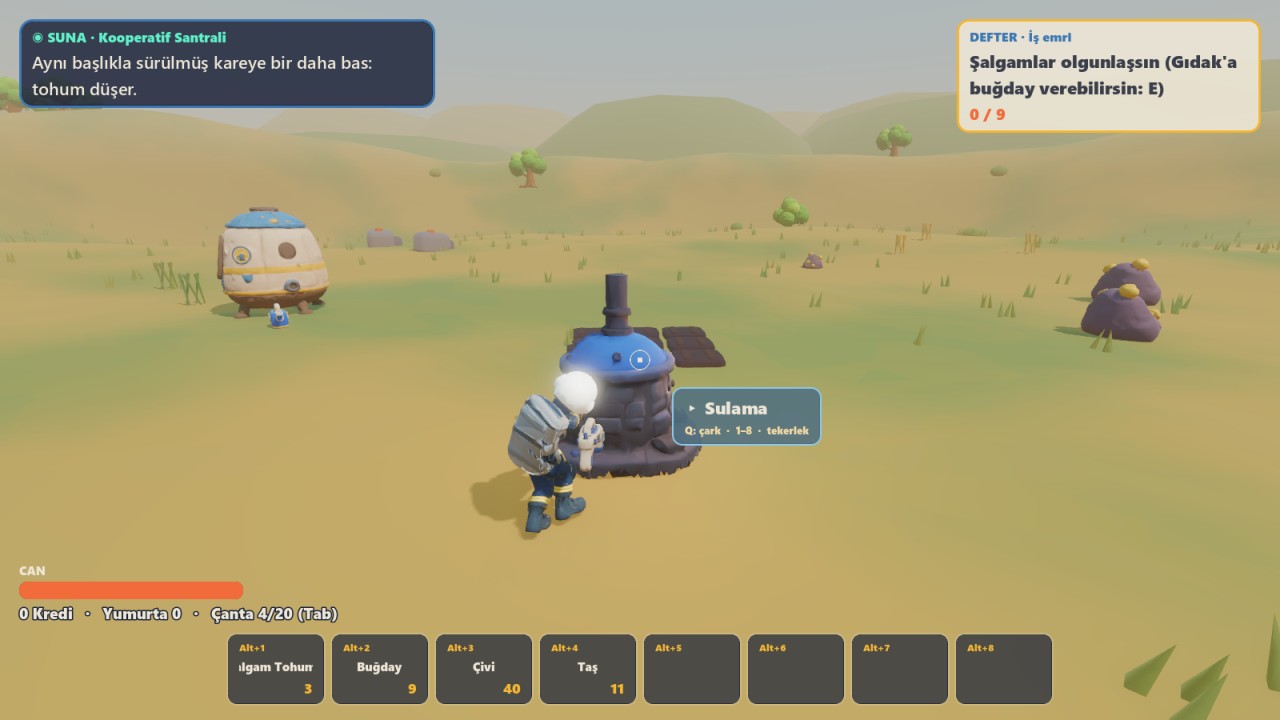 ◉ SUNA · Kooperatif Santrali
Aynı başlıkla sürülmüş kareye bir daha bas:
tohum düşer.
DEFTER · İş emri
Şalgamlar olgunlaşsın (Gıdak'a
buğday verebilirsin: E)
0 / 9
▸ Sulama
Q: çark · 1–8 · tekerlek
CAN
0 Kredi · Yumurta 0 · Çanta 4/20 (Tab)
Alt+1 Alt+2 Alt+3 Alt+4 Alt+5 Alt+6 Alt+7 Alt+8
lgam Tohum Buğday Çivi Taş
3 9 40 11